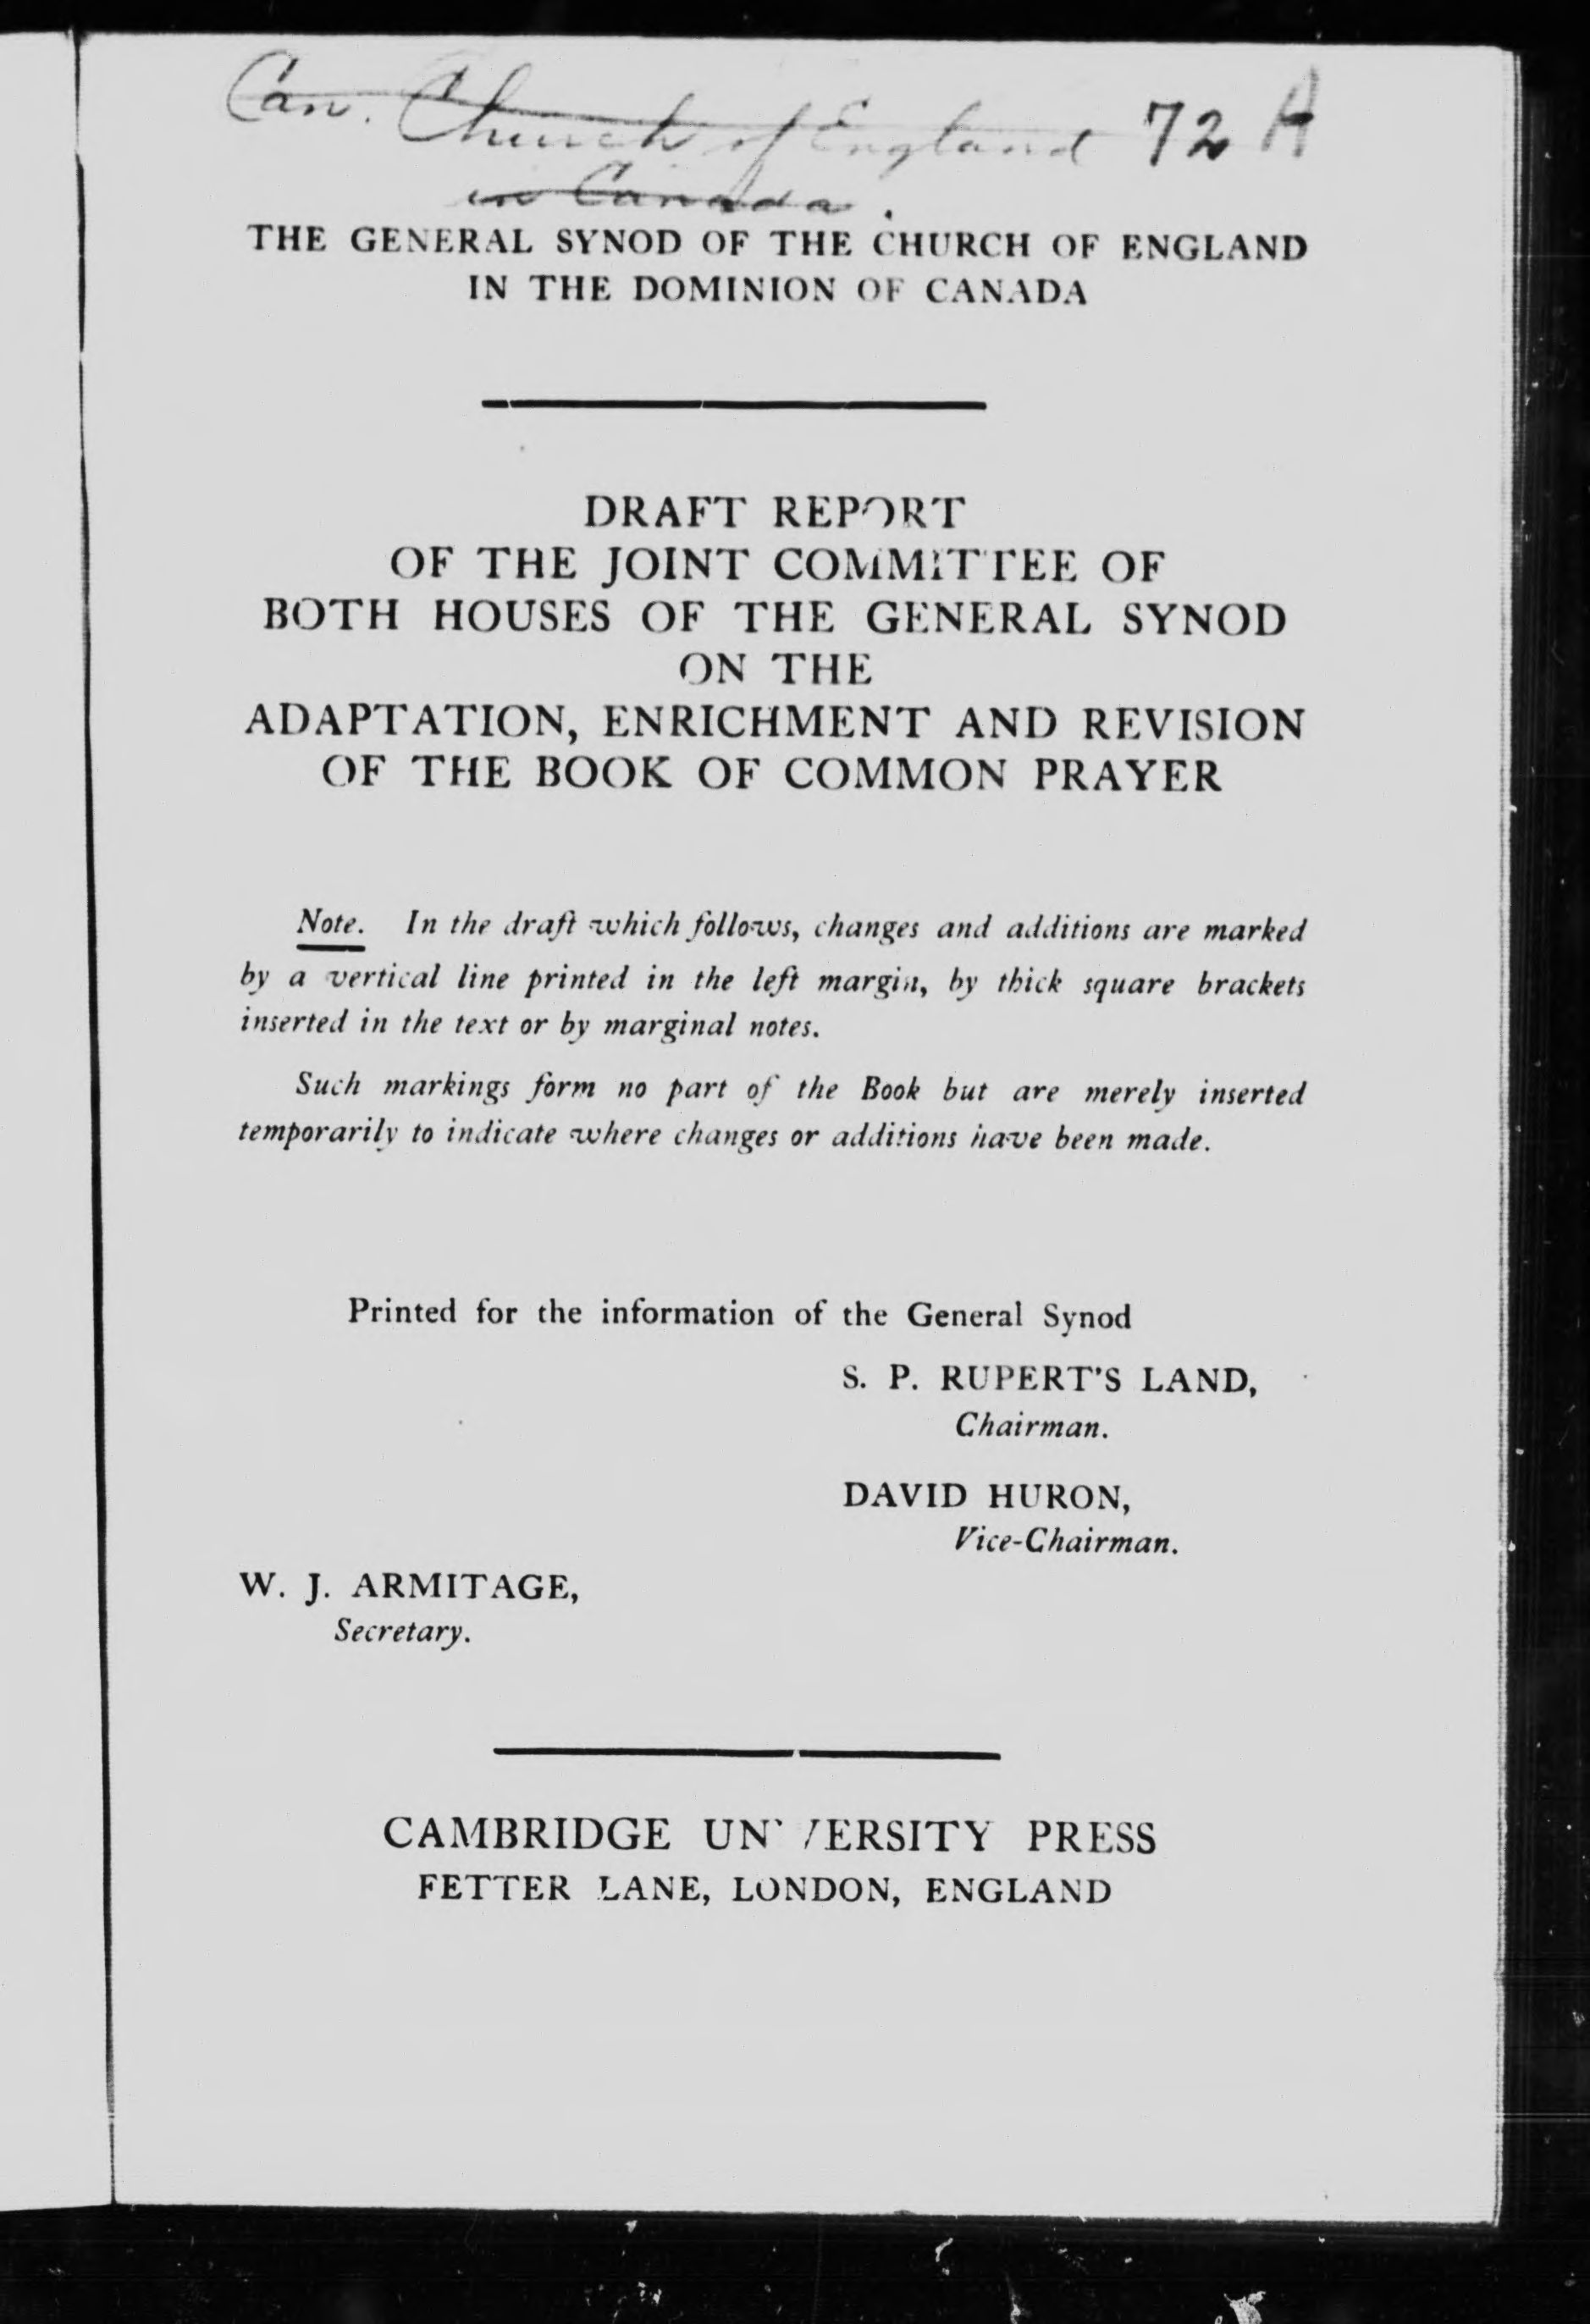 Can. Church of England 72 A
in Canada.
THE GENERAL SYNOD OF THE CHURCH OF ENGLAND
IN THE DOMINION OF CANADA
DRAFT REPORT
OF THE JOINT COMMITTEE OF
BOTH HOUSES OF THE GENERAL SYNOD
ON THE
ADAPTATION, ENRICHMENT AND REVISION
OF THE BOOK OF COMMON PRAYER
Note. In the draft which follows, changes and additions are marked
by a vertical line printed in the left margin, by thick square brackets
inserted in the text or by marginal notes.
Such markings form no part of the Book but are merely inserted
temporarily to indicate where changes or additions have been made.
Printed for the information of the General Synod
S. P. RUPERT'S LAND,
Chairman.
DAVID HURON,
Vice-Chairman.
W. J. ARMITAGE,
Secretary.
CAMBRIDGE UNIVERSITY PRESS
FETTER LANE, LONDON, ENGLAND